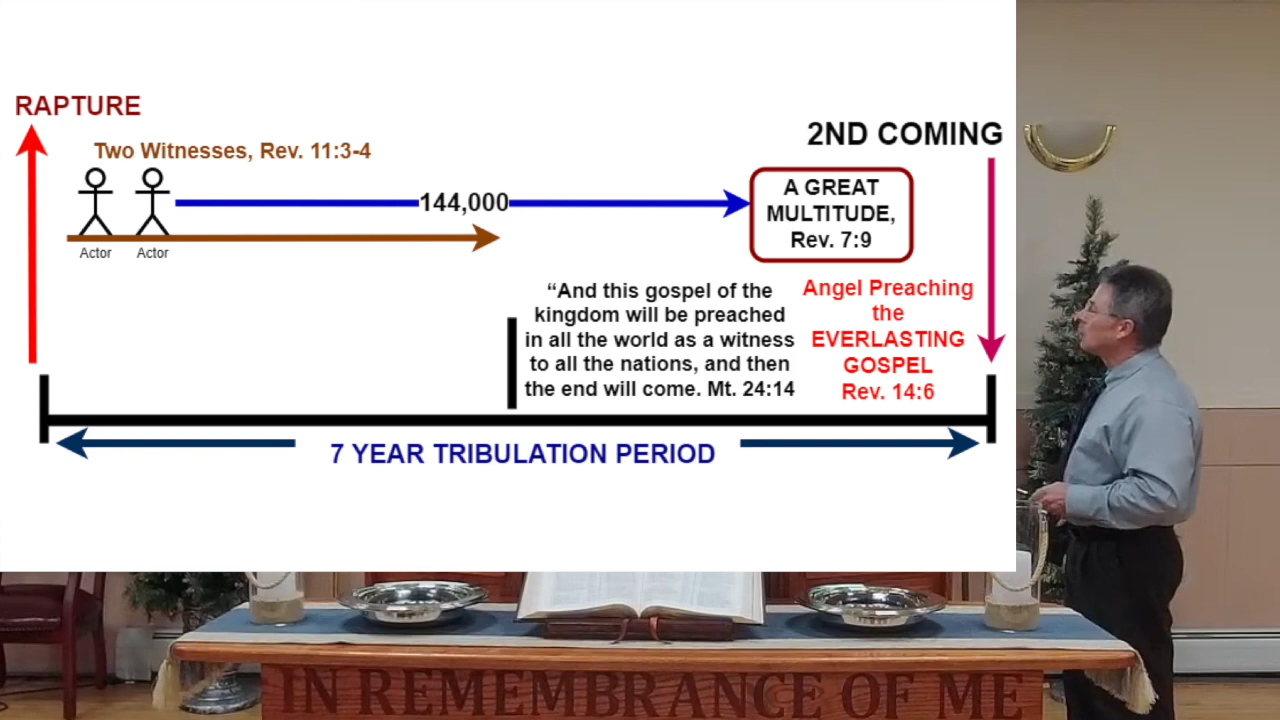 RAPTURE
2ND COMING
Two Witnesses, Rev. 11:3-4
144,000
A GREAT
MULTITUDE,
Rev. 7:9
Actor
Actor
“And this gospel of the
kingdom will be preached
in all the world as a witness
to all the nations, and then
the end will come. Mt. 24:14
Angel Preaching
the
EVERLASTING
GOSPEL
Rev. 14:6
7 YEAR TRIBULATION PERIOD
IN REMEMBRANCE OF ME